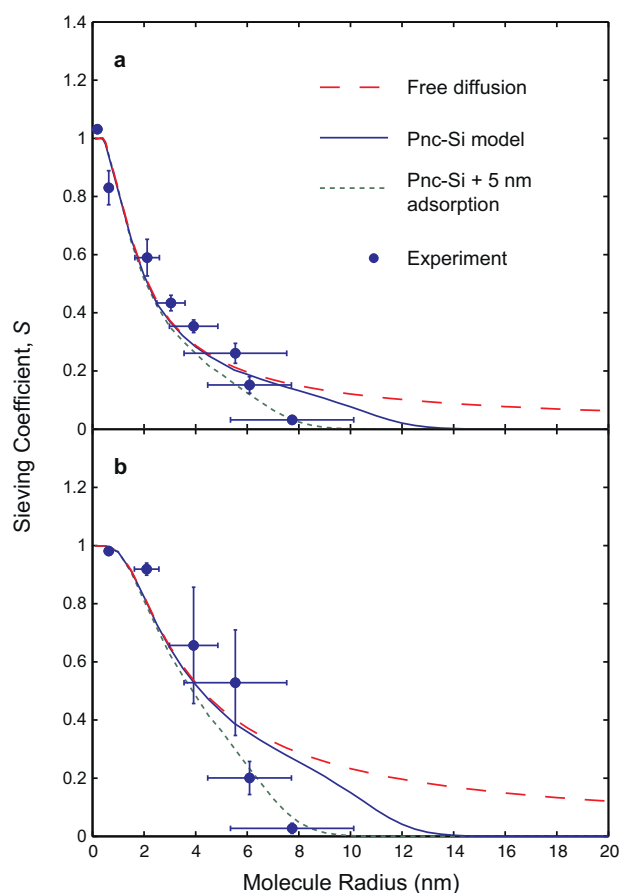 1.4
a
Free diffusion
1.2
Pnc-Si model
1
Pnc-Si + 5 nm
adsorption
0.8
Experiment
0.6
0.4
0.2
0
Sieving Coefficient, S
b
1.2
1
0.8
0.6
0.4
0.2
0
0 2 4 6 8 10 12 14 16 18 20
Molecule Radius (nm)